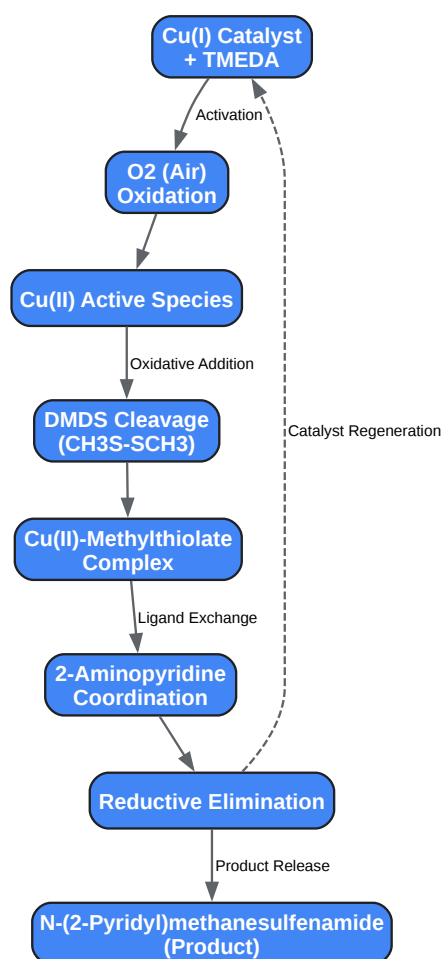 Cu(I) Catalyst
+ TMEDA
Activation
O2 (Air)
Oxidation
Cu(II) Active Species
Oxidative Addition
DMDS Cleavage
(CH3S-SCH3)
Catalyst Regeneration
Cu(II)-Methylthiolate
Complex
Ligand Exchange
2-Aminopyridine
Coordination
Reductive Elimination
Product Release
N-(2-Pyridyl)methanesulfenamide
(Product)